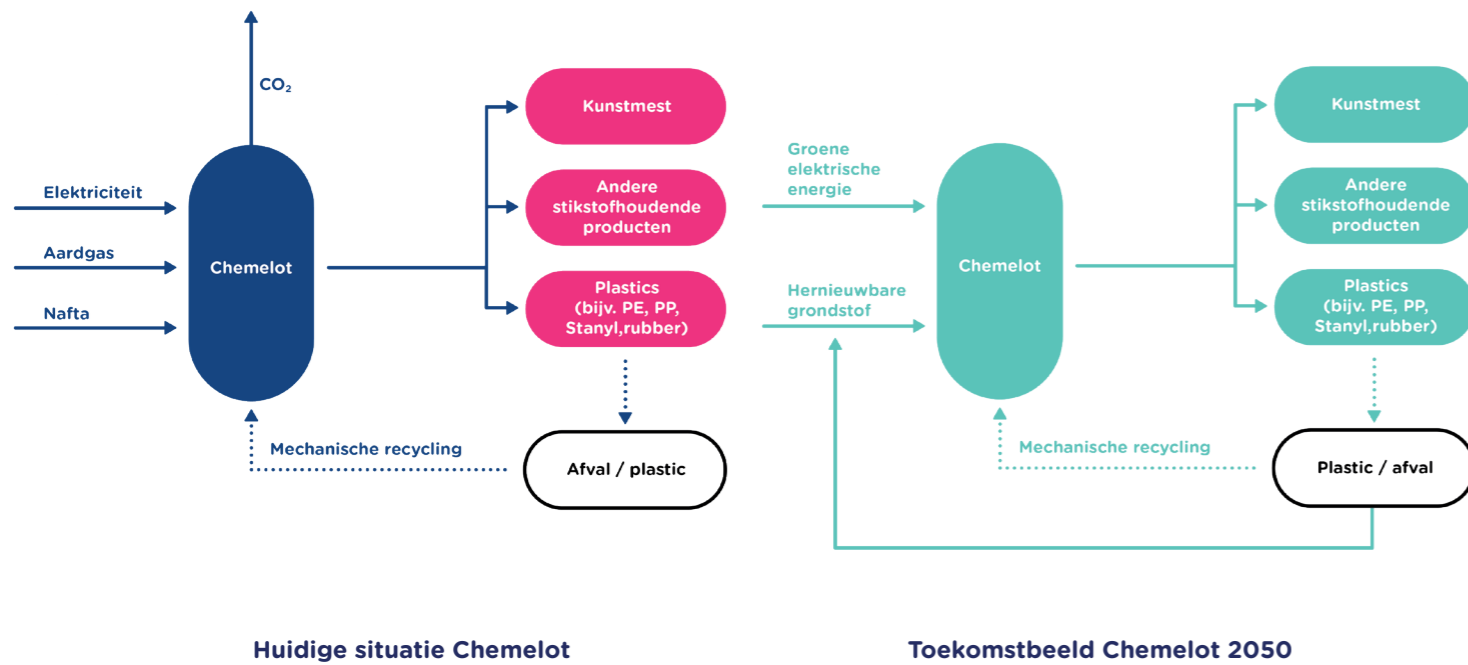 CO₂
Elektriciteit
Aardgas
Nafta
Chemelot
Kunstmest
Andere
stikstofhoudende
producten
Plastics
(bijv. PE, PP,
Stanyl,rubber)
Mechanische recycling
Afval / plastic
Huidige situatie Chemelot
Groene
elektrische
energie
Hernieuwbare
grondstof
Chemelot
Kunstmest
Andere
stikstofhoudende
producten
Plastics
(bijv. PE, PP,
Stanyl,rubber)
Mechanische recycling
Plastic / afval
Toekomstbeeld Chemelot 2050